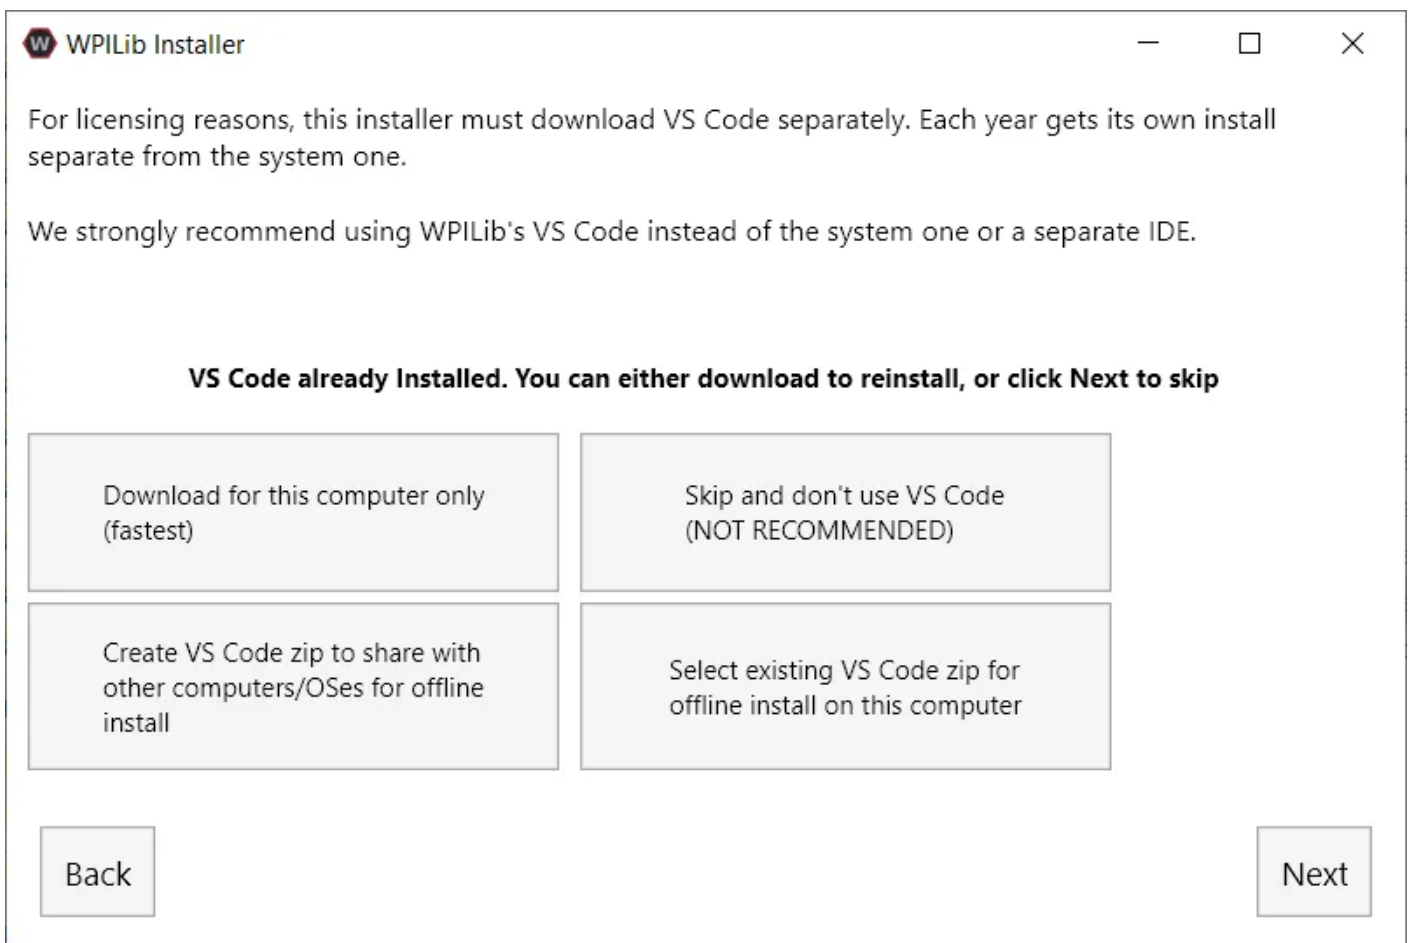 WPILib Installer
For licensing reasons, this installer must download VS Code separately. Each year gets its own install
separate from the system one.
We strongly recommend using WPILib's VS Code instead of the system one or a separate IDE.
VS Code already Installed. You can either download to reinstall, or click Next to skip
Download for this computer only
(fastest)
Skip and don't use VS Code
(NOT RECOMMENDED)
Create VS Code zip to share with
other computers/OSes for offline
install
Select existing VS Code zip for
offline install on this computer
Back
Next